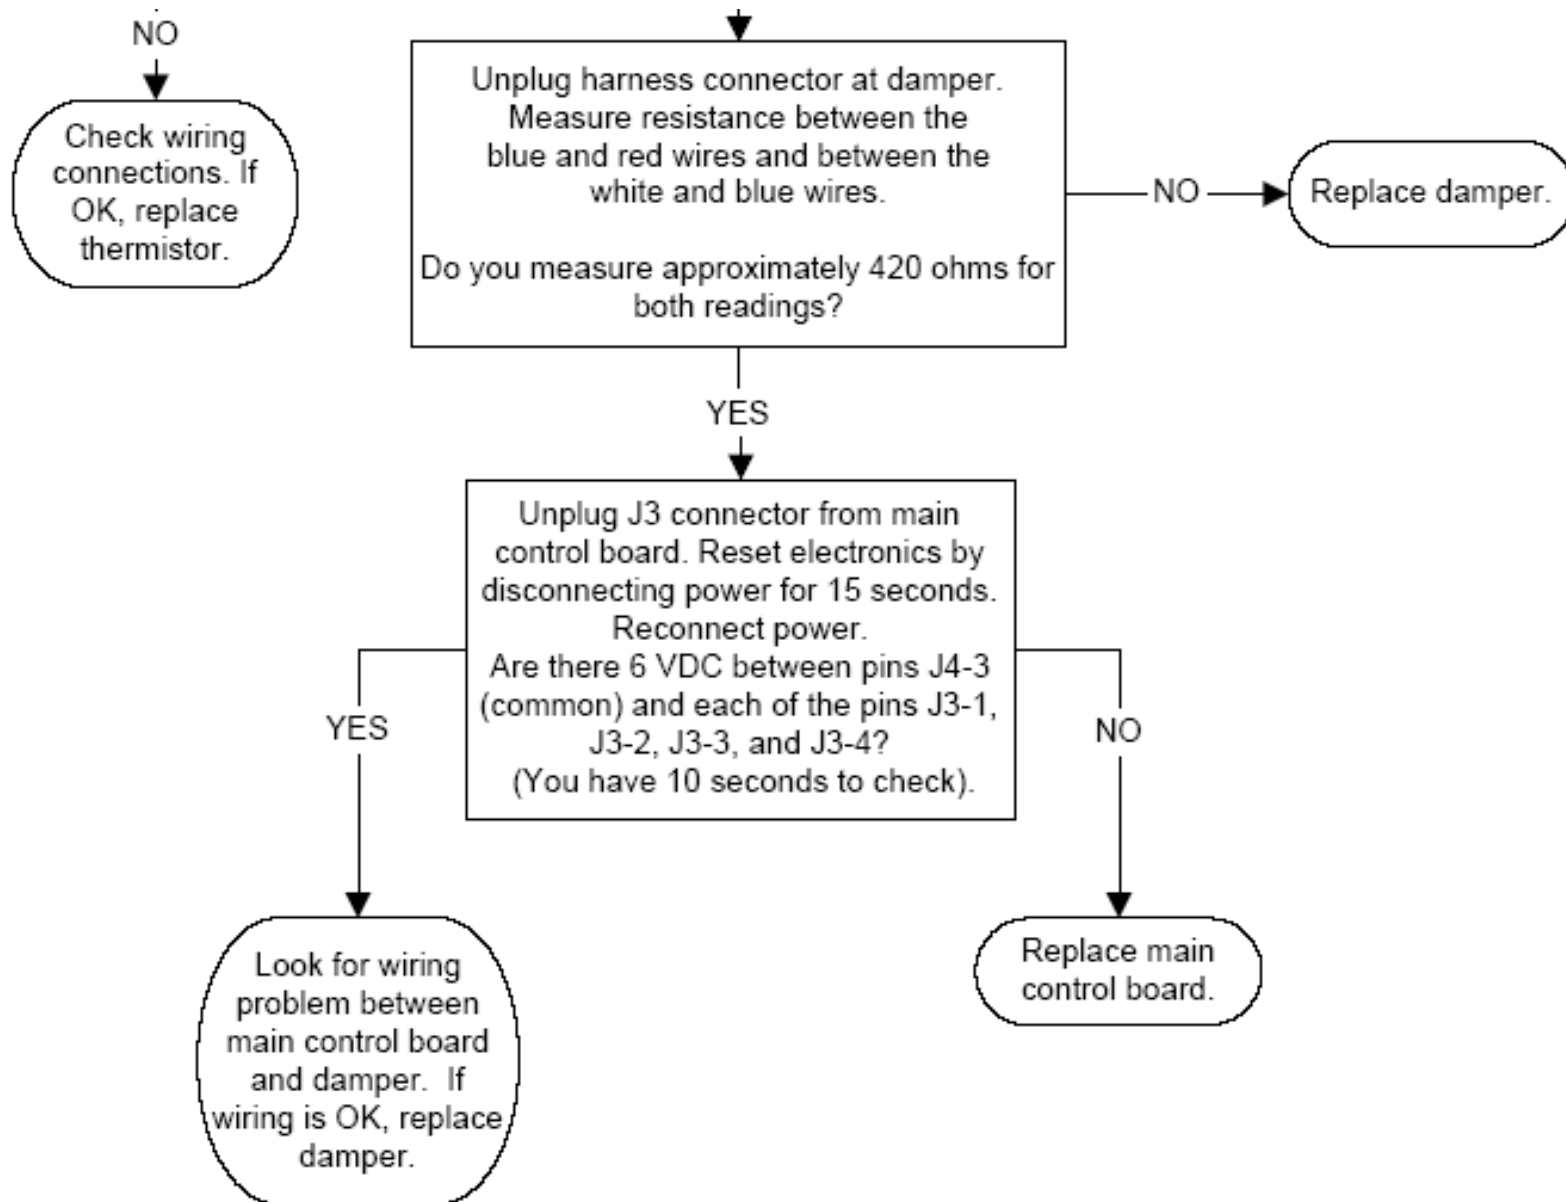 NO
Check wiring
connections. If
OK, replace
thermistor.
Unplug harness connector at damper.
Measure resistance between the
blue and red wires and between the
white and blue wires.
Do you measure approximately 420 ohms for
both readings?
NO
Replace damper.
YES
Unplug J3 connector from main
control board. Reset electronics by
disconnecting power for 15 seconds.
Reconnect power.
Are there 6 VDC between pins J4-3
(common) and each of the pins J3-1,
J3-2, J3-3, and J3-4?
(You have 10 seconds to check).
YES
NO
Look for wiring
problem between
main control board
and damper. If
wiring is OK, replace
damper.
Replace main
control board.